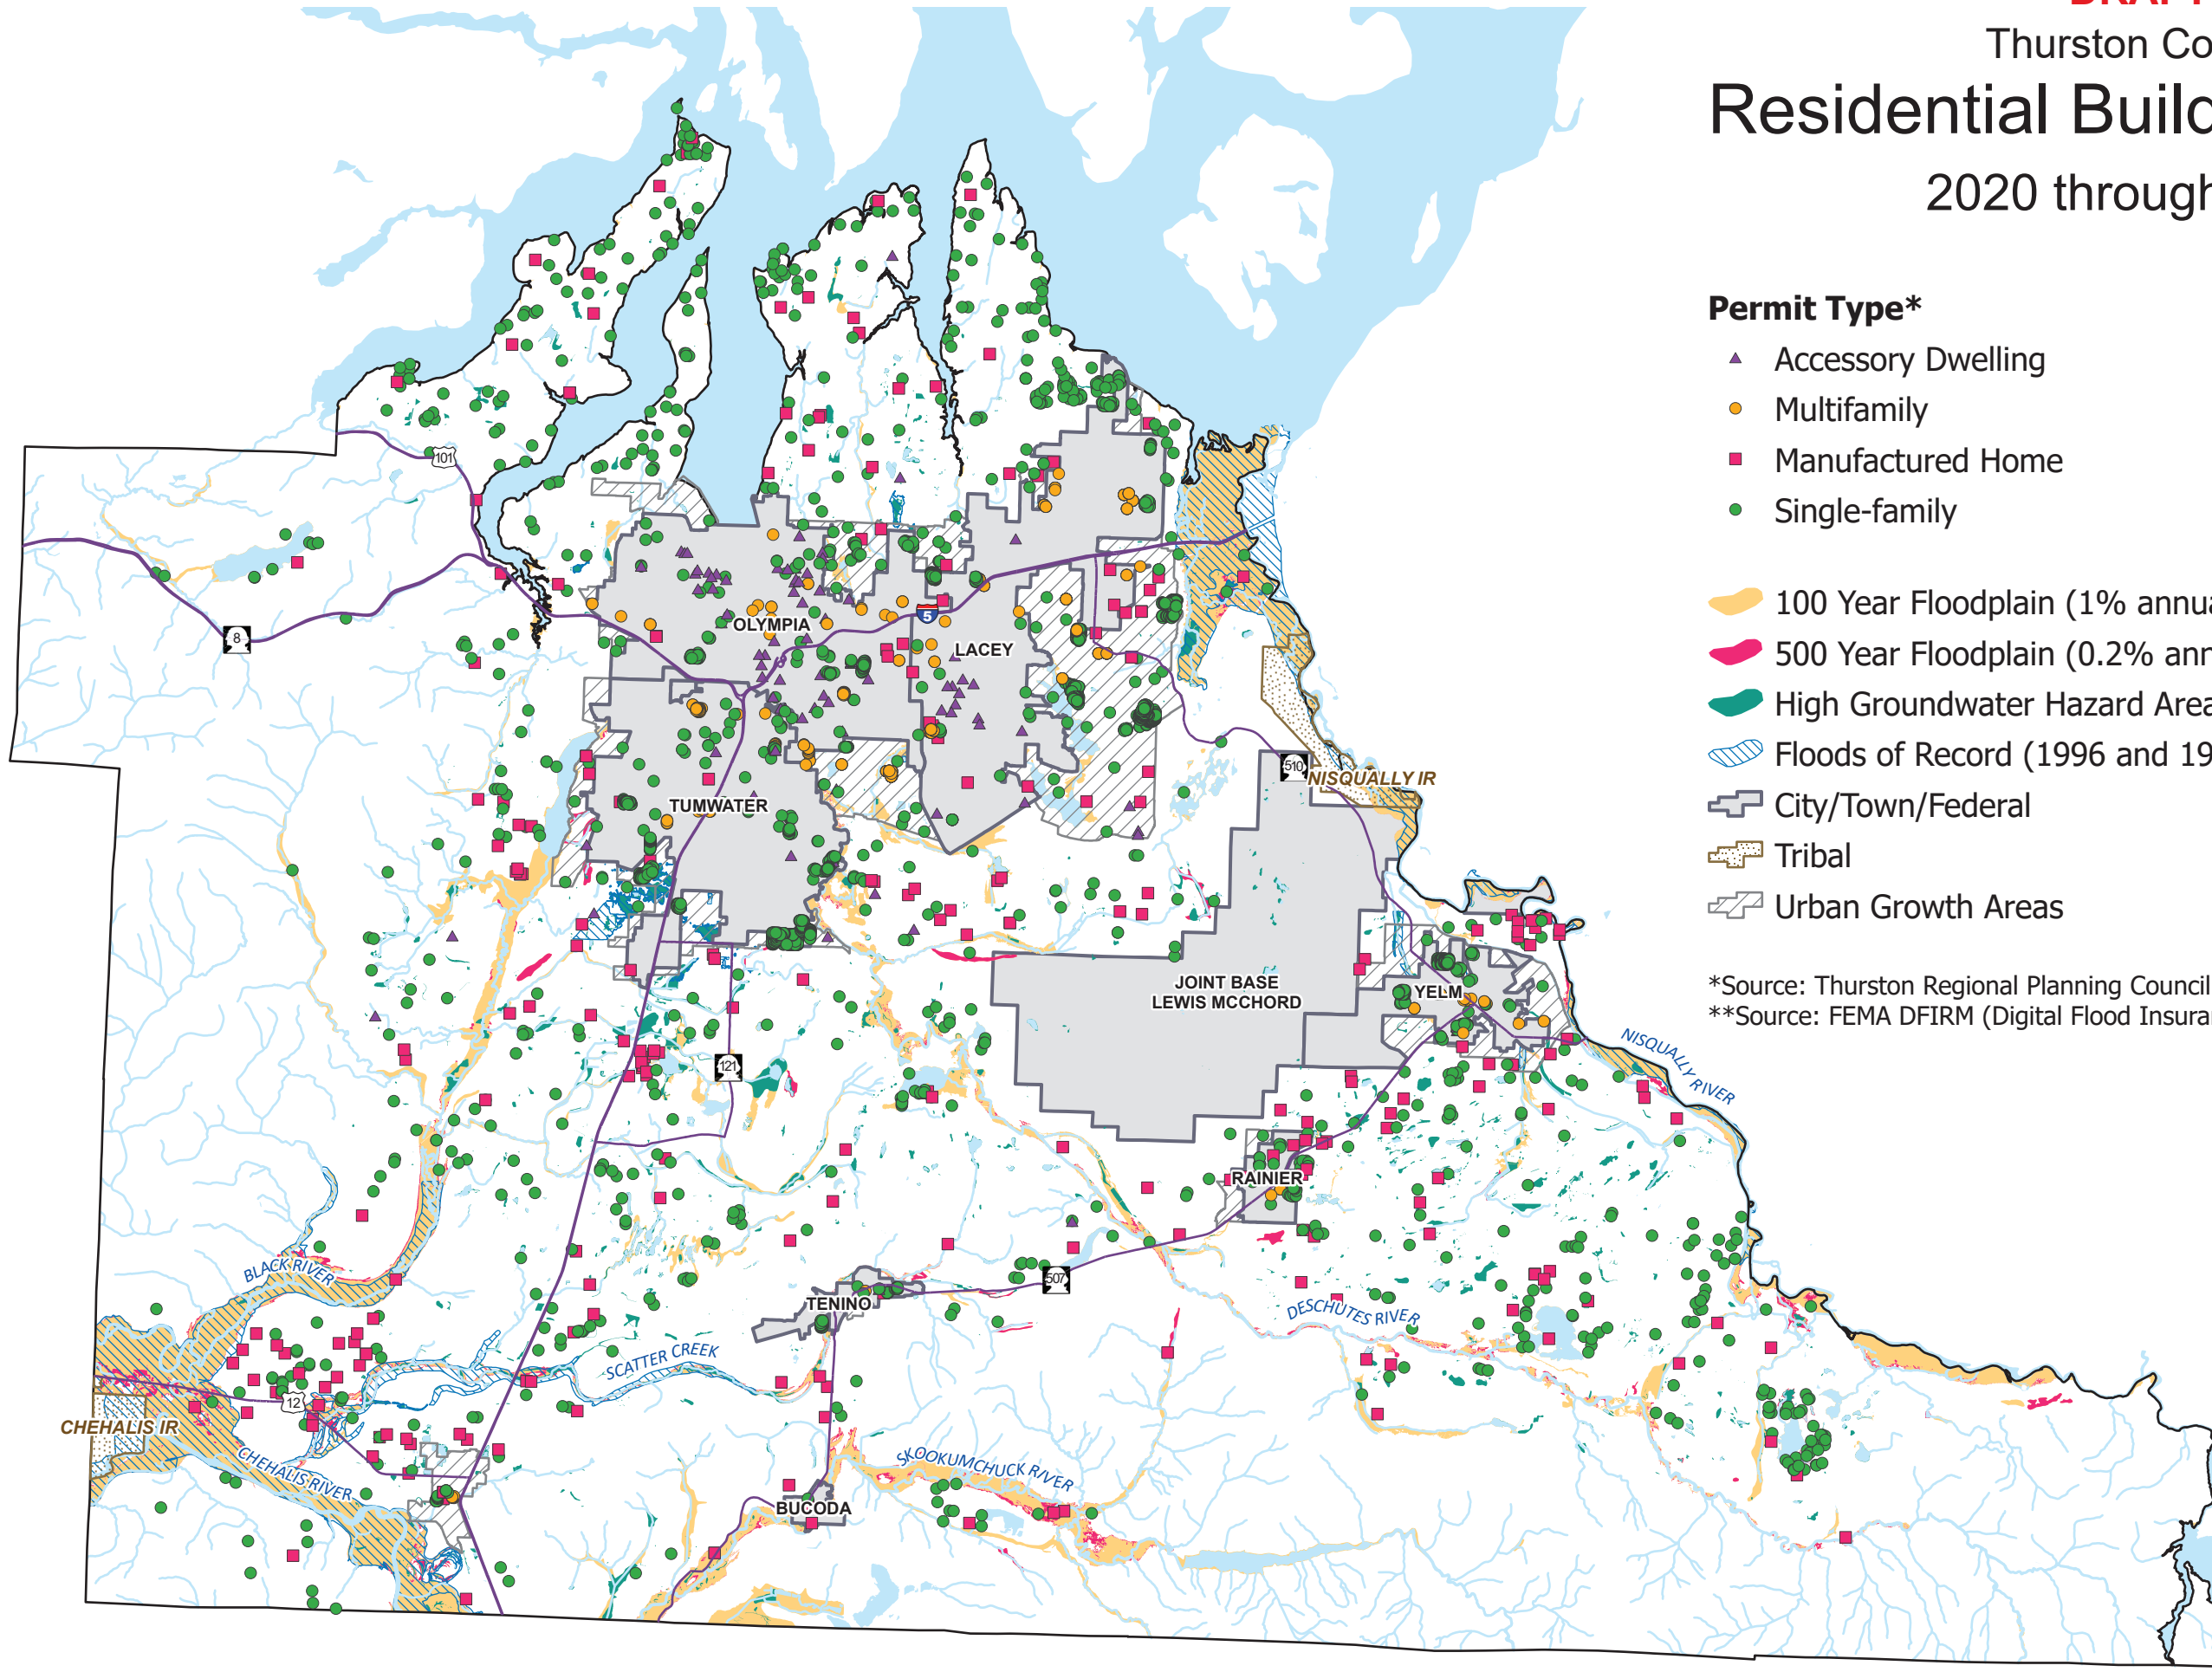 Thurston Co
Residential Build
2020 through
Permit Type*
Accessory Dwelling
Multifamily
Manufactured Home
Single-family
100 Year Floodplain (1% annua
500 Year Floodplain (0.2% ann
High Groundwater Hazard Area
Floods of Record (1996 and 19
City/Town/Federal
Tribal
Urban Growth Areas
*Source: Thurston Regional Planning Council
**Source: FEMA DFIRM (Digital Flood Insura
101
8
OLYMPIA
5
LACEY
510
NISQUALLY IR
TUMWATER
JOINT BASE
LEWIS MCCHORD
YELM
NISQUALLY RIVER
121
RAINIER
BLACK RIVER
507
TENINO
DESCHUTES RIVER
SCATTER CREEK
12
CHEHALIS IR
CHEHALIS RIVER
SKOOKUMCHUCK RIVER
BUCODA